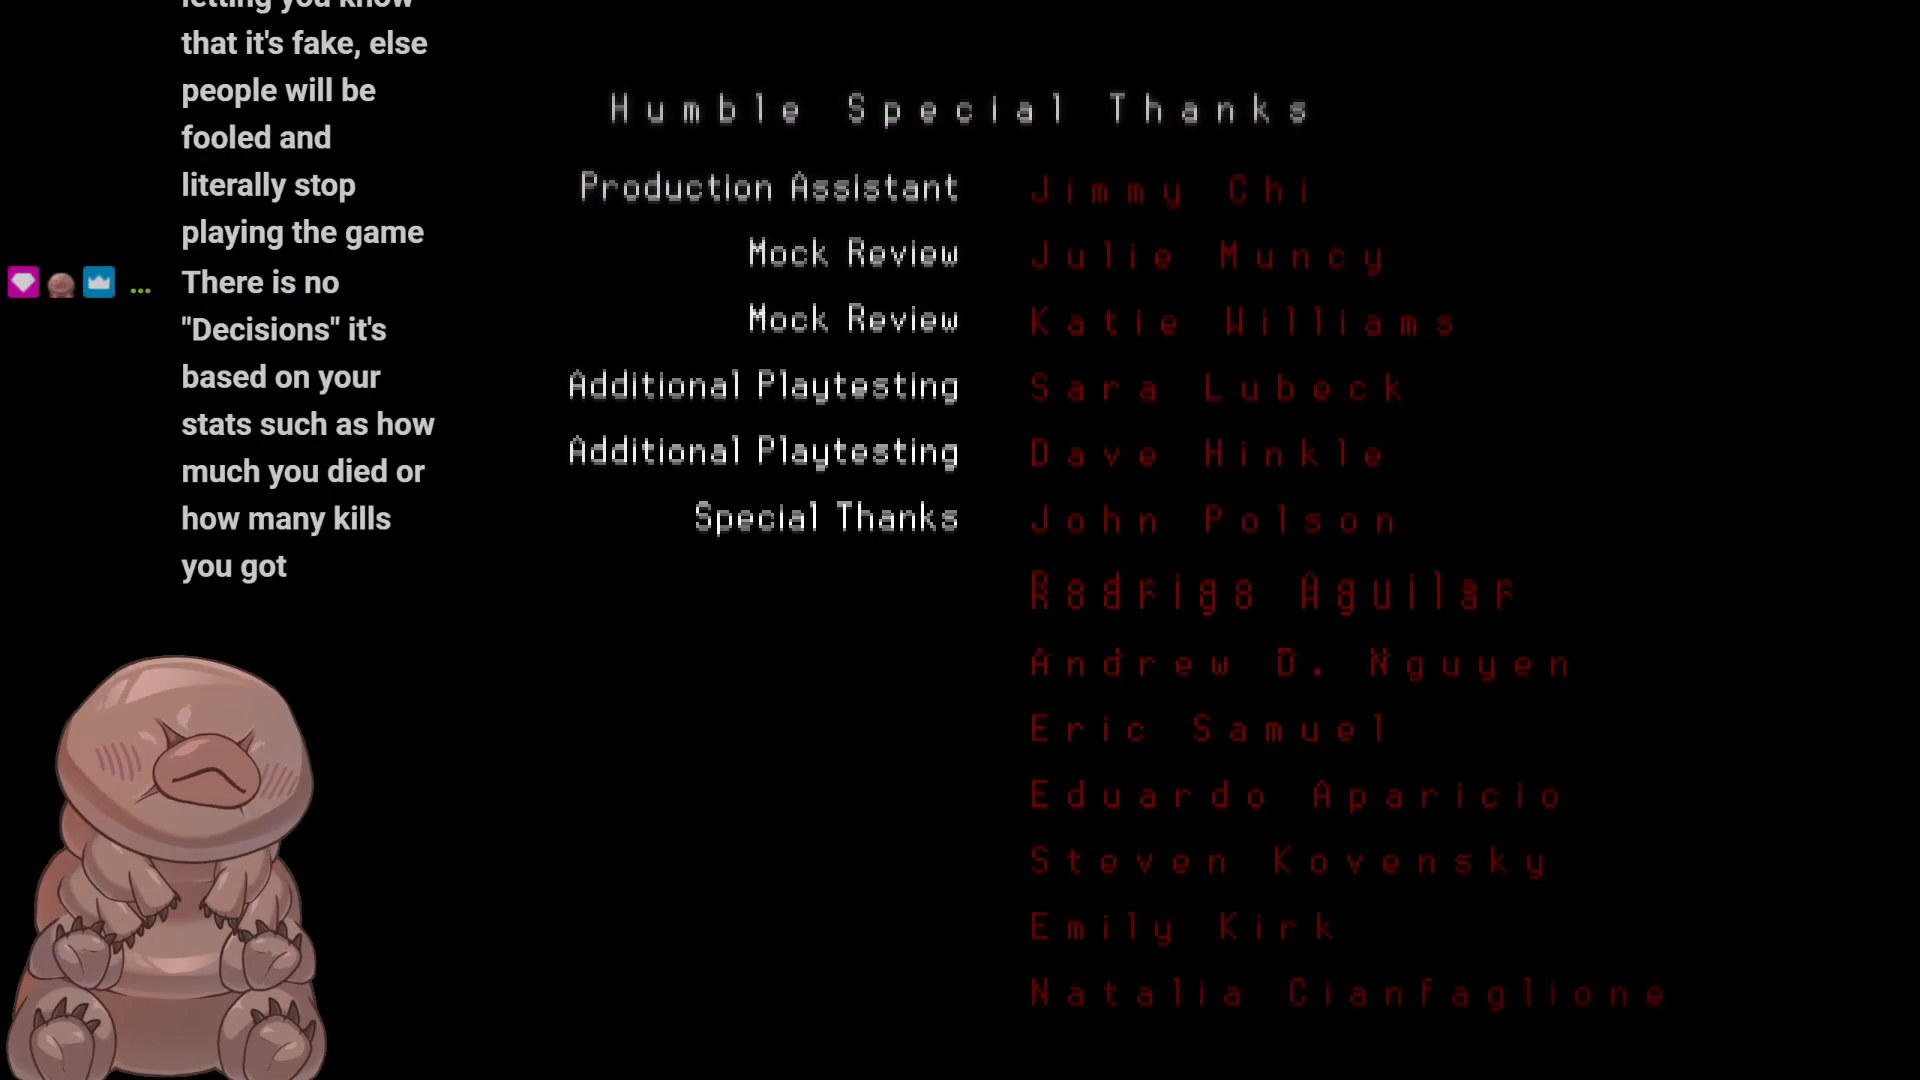 letting you know
that it's fake, else
people will be
fooled and
literally stop
playing the game
... There is no
"Decisions" it's
based on your
stats such as how
much you died or
how many kills
you got
Humble Special Thanks
Production Assistant Jimmy Chi
Mock Review Julie Muncy
Mock Review Katie Williams
Additional Playtesting Sara Lubeck
Additional Playtesting Dave Hinkle
Special Thanks John Polson
Rodrigo Aguilar
Andrew D. Nguyen
Eric Samuel
Eduardo Aparicio
Steven Kovensky
Emily Kirk
Natalia Cianfaglione